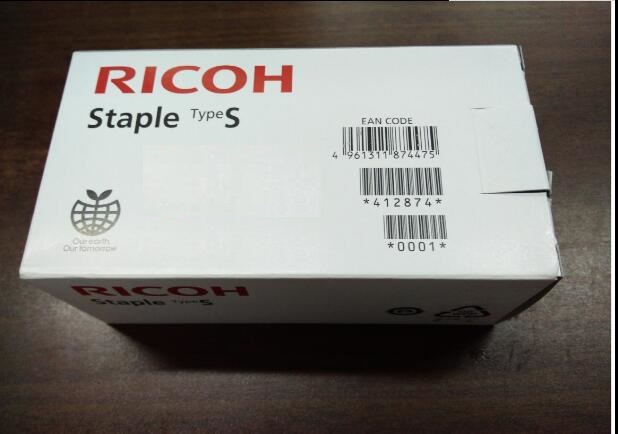 RICOH
Staple Type S
EAN CODE
4 961311 874475
*412874*
*0001*
Our earth,
Our tomorrow
RICOH
Staple Type S